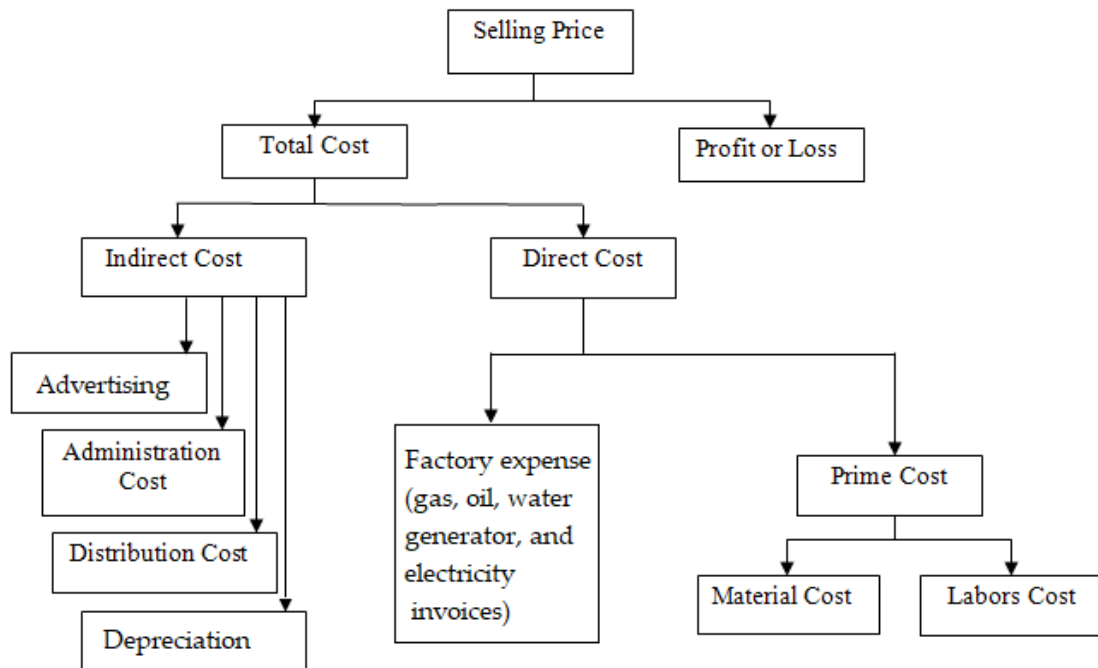 Selling Price
Total Cost
Profit or Loss
Indirect Cost
Direct Cost
Advertising
Administration
Cost
Distribution Cost
Depreciation
Factory expense
(gas, oil, water
generator, and
electricity
invoices)
Prime Cost
Material Cost
Labors Cost